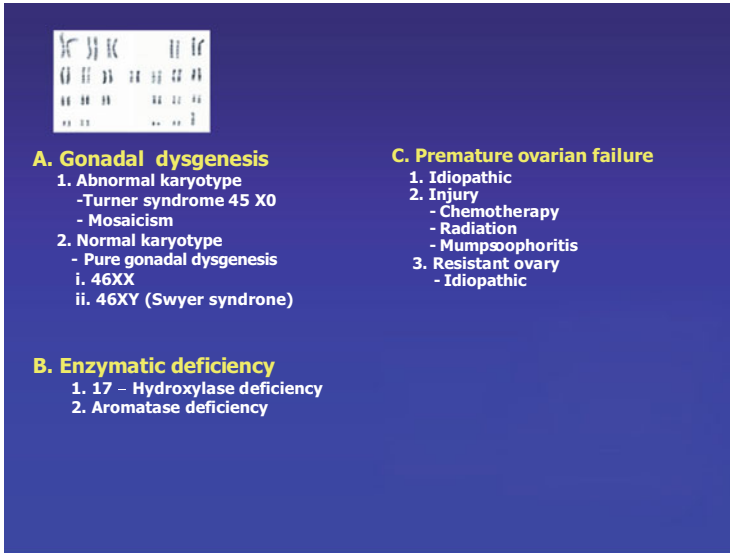 A. Gonadal dysgenesis
1. Abnormal karyotype
-Turner syndrome 45 X0
- Mosaicism
2. Normal karyotype
- Pure gonadal dysgenesis
i. 46XX
ii. 46XY (Swyer syndrone)
B. Enzymatic deficiency
1. 17 – Hydroxylase deficiency
2. Aromatase deficiency
C. Premature ovarian failure
1. Idiopathic
2. Injury
- Chemotherapy
- Radiation
- Mumpsoophoritis
3. Resistant ovary
- Idiopathic